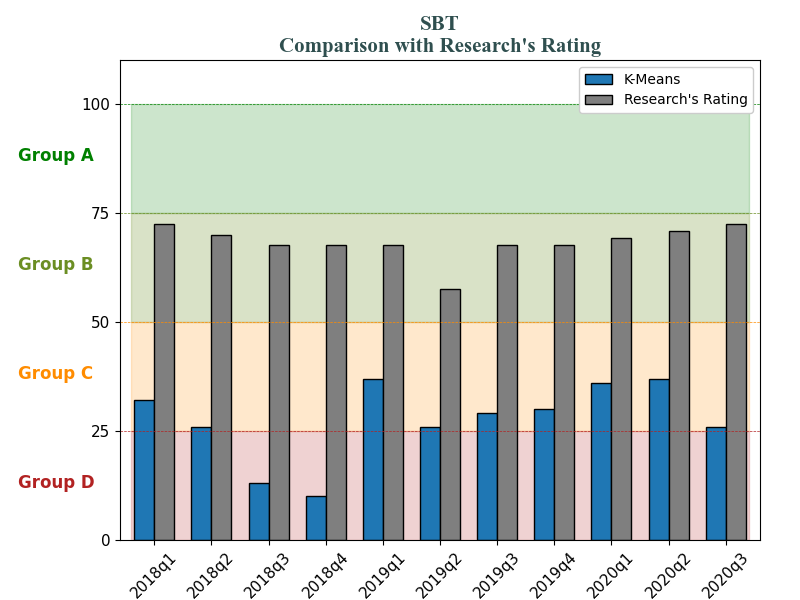 SBT
Comparison with Research's Rating
K-Means
Research's Rating
100
Group A
75
Group B
50
Group C
25
Group D
0
2018q1
2018q2
2018q3
2018q4
2019q1
2019q2
2019q3
2019q4
2020q1
2020q2
2020q3